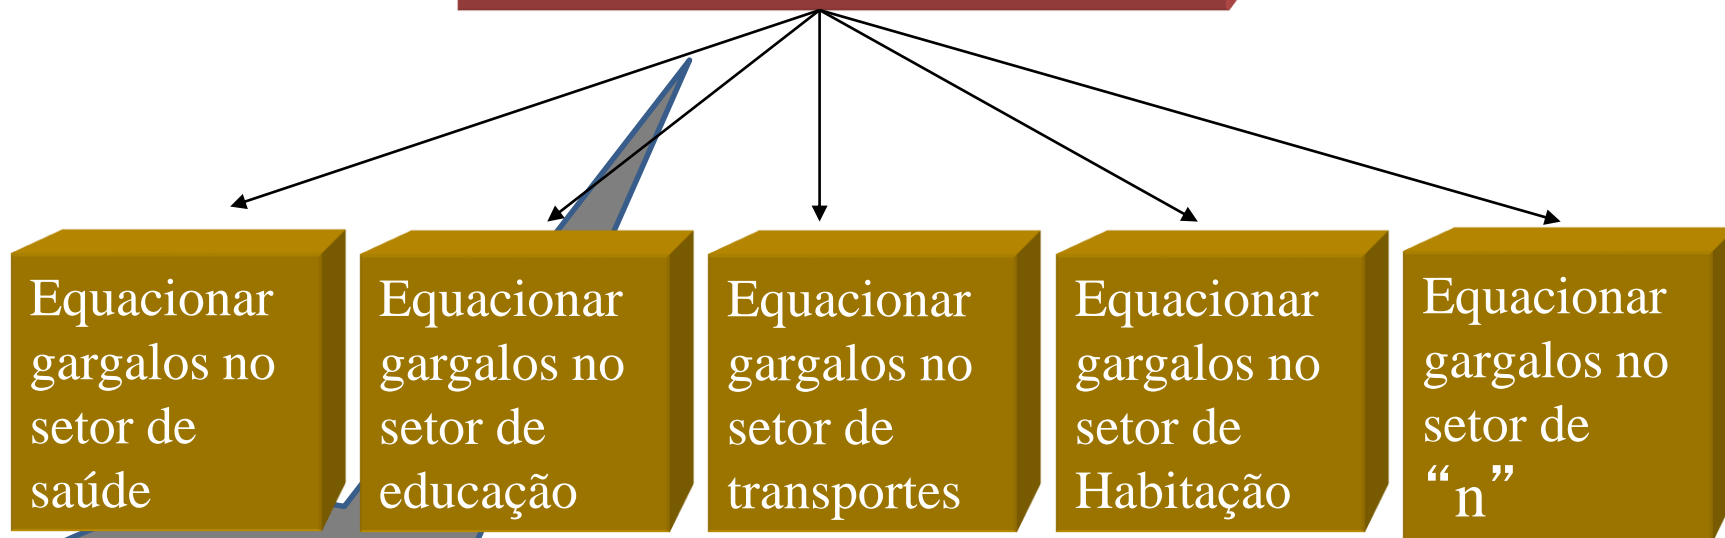 Equacionar
gargalos no
setor de
saúde
Equacionar
gargalos no
setor de
educação
Equacionar
gargalos no
setor de
transportes
Equacionar
gargalos no
setor de
Habitação
Equacionar
gargalos no
setor de
“n”